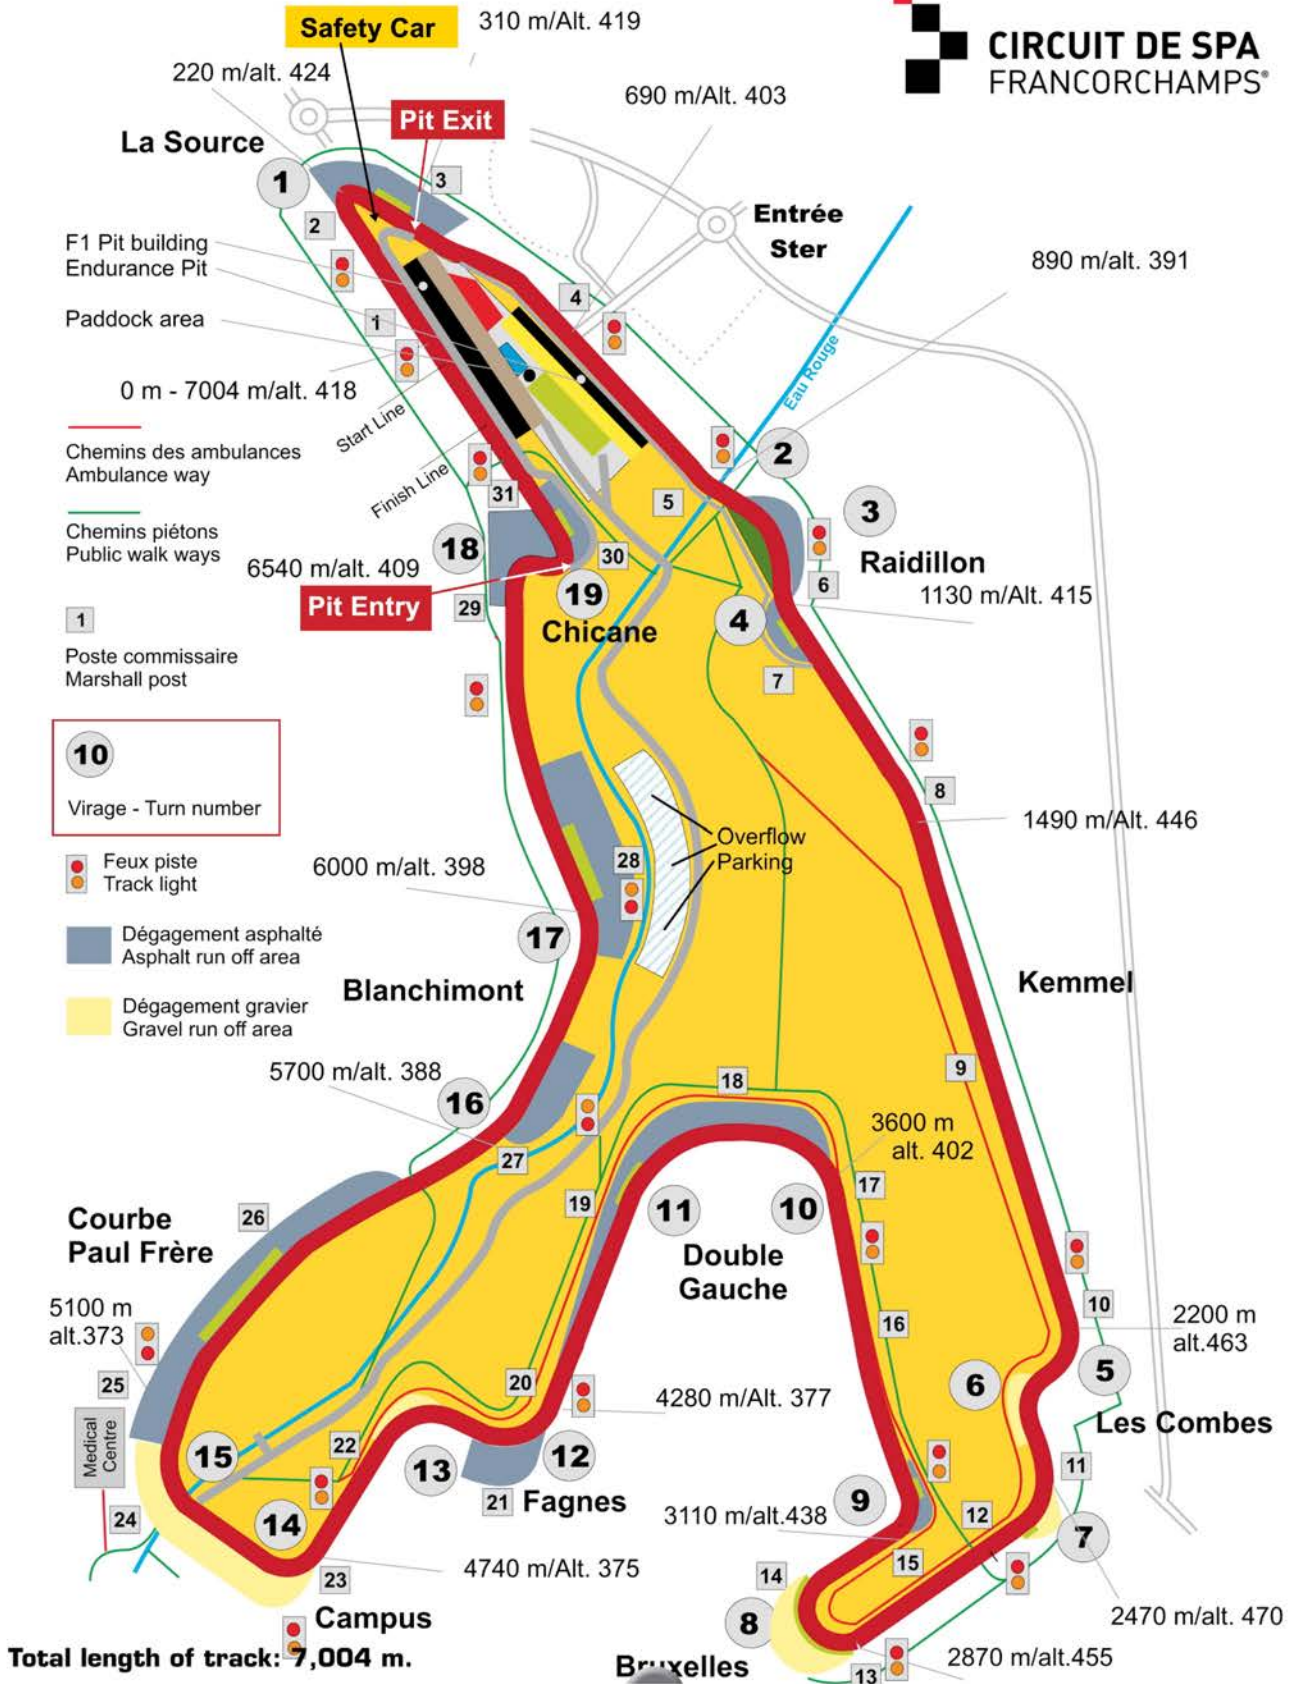 Safety Car
310 m/Alt. 419
CIRCUIT DE SPA
FRANCORCHAMPS®
220 m/alt. 424
690 m/Alt. 403
Pit Exit
La Source
1
3
2
Entrée
Ster
F1 Pit building
Endurance Pit
890 m/alt. 391
4
Paddock area
1
Eau Rouge
0 m - 7004 m/alt. 418
Start Line
Finish Line
Chemins des ambulances
Ambulance way
2
31
5
3
Chemins piétons
Public walk ways
18
30
Raidillon
6540 m/alt. 409
19
6
1130 m/Alt. 415
Pit Entry
29
Chicane
4
1
Poste commissaire
Marshall post
7
10
Virage - Turn number
8
1490 m/Alt. 446
Overflow
Parking
Feux piste
Track light
6000 m/alt. 398
28
Dégagement asphalté
Asphalt run off area
17
Blanchimont
Kemmel
Dégagement gravier
Gravel run off area
5700 m/alt. 388
16
18
9
3600 m
alt. 402
27
17
Courbe
Paul Frère
26
19
11
10
Double
Gauche
5100 m
alt.373
16
10
2200 m
alt.463
25
20
4280 m/Alt. 377
6
5
Les Combes
Medical
Centre
15
22
13
12
11
24
14
21
Fagnes
9
3110 m/alt.438
12
7
4740 m/Alt. 375
15
23
14
Campus
8
2470 m/alt. 470
Total length of track: 7,004 m.
Bruxelles
13
2870 m/alt.455